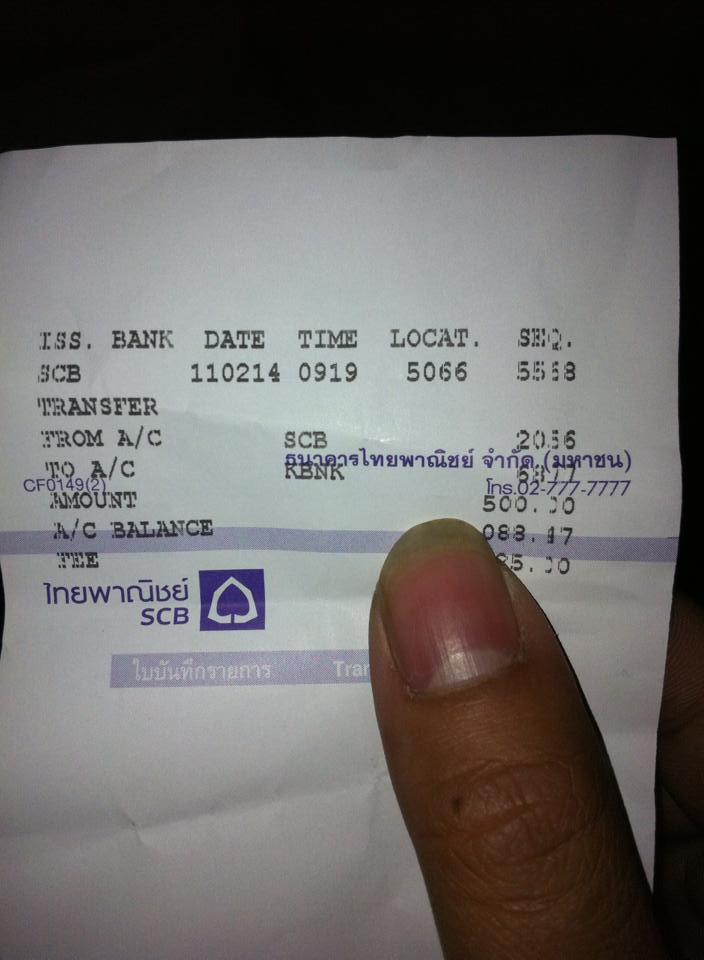 ISS. BANK DATE TIME LOCAT. SEQ.
SCB 110214 0919 5066 5558
TRANSFER
FROM A/C SCB 2056
ธนาคารไทยพาณิชย์ จำกัด (มหาชน)
TO A/C KBNK
CF0149(2) โทร.02-777-7777
AMOUNT 500.00
A/C BALANCE 088.47
FEE
ไทยพาณิชย์
SCB
ใบบันทึกรายการ